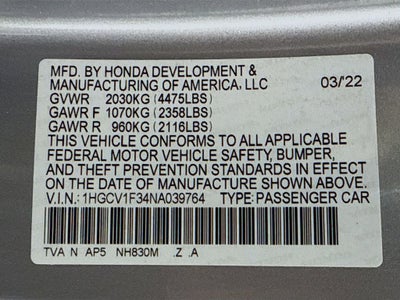 MFD. BY HONDA DEVELOPMENT &
MANUFACTURING OF AMERICA, LLC 03/'22
GVWR 2030KG (4475LBS)
GAWR F 1070KG (2358LBS)
GAWR R 960KG (2116LBS)
THIS VEHICLE CONFORMS TO ALL APPLICABLE
FEDERAL MOTOR VEHICLE SAFETY, BUMPER,
AND THEFT PREVENTION STANDARDS IN EFFECT ON
THE DATE OF MANUFACTURE SHOWN ABOVE.
V.I.N.: 1HGCV1F34NA039764 TYPE: PASSENGER CAR
TVA N AP5 NH830M .Z .A